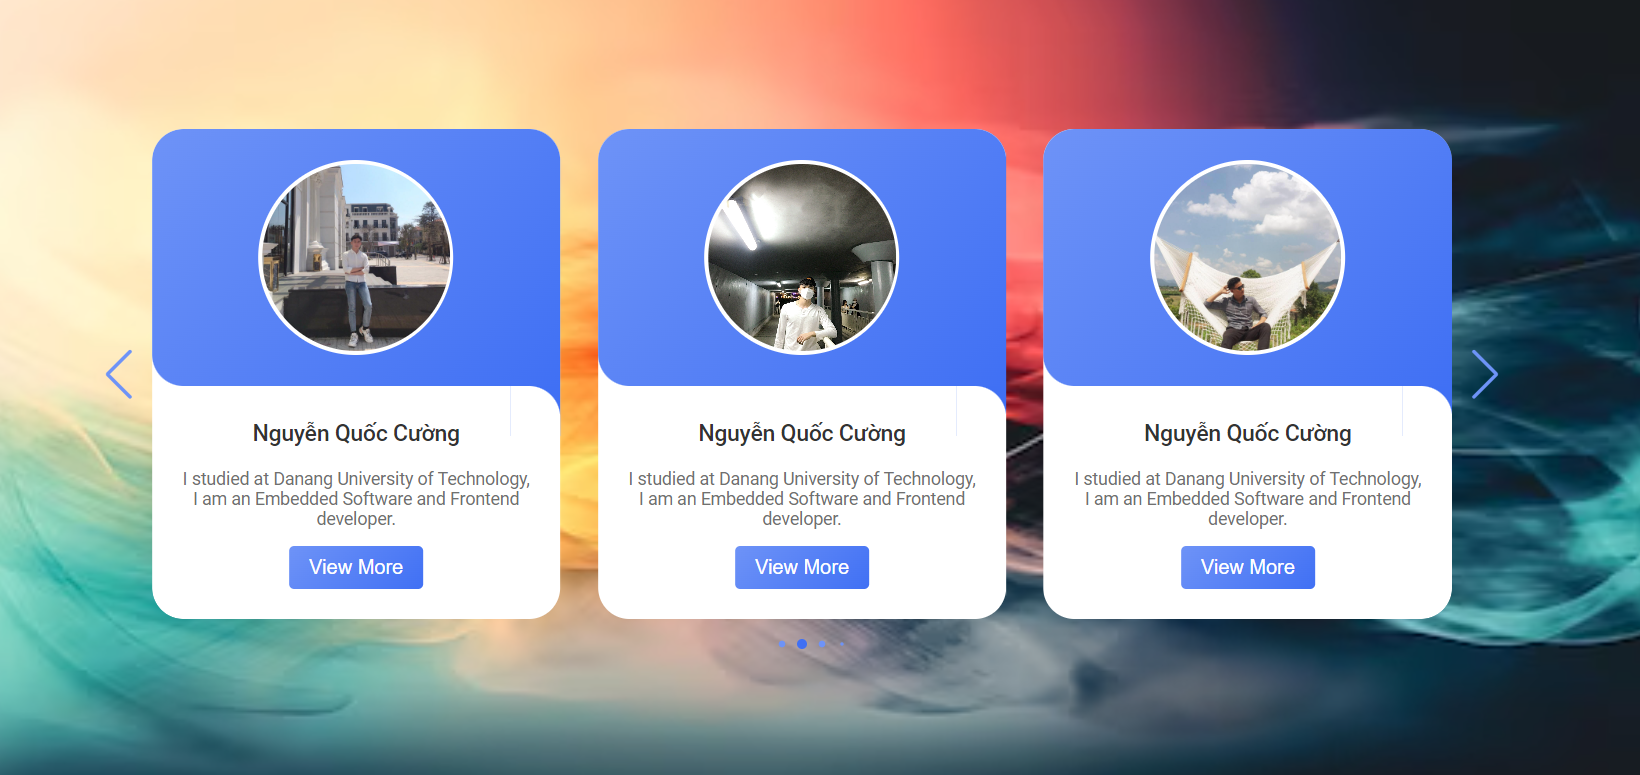 Nguyễn Quốc Cường
I studied at Danang University of Technology,
I am an Embedded Software and Frontend
developer.
View More
Nguyễn Quốc Cường
I studied at Danang University of Technology,
I am an Embedded Software and Frontend
developer.
View More
Nguyễn Quốc Cường
I studied at Danang University of Technology,
I am an Embedded Software and Frontend
developer.
View More